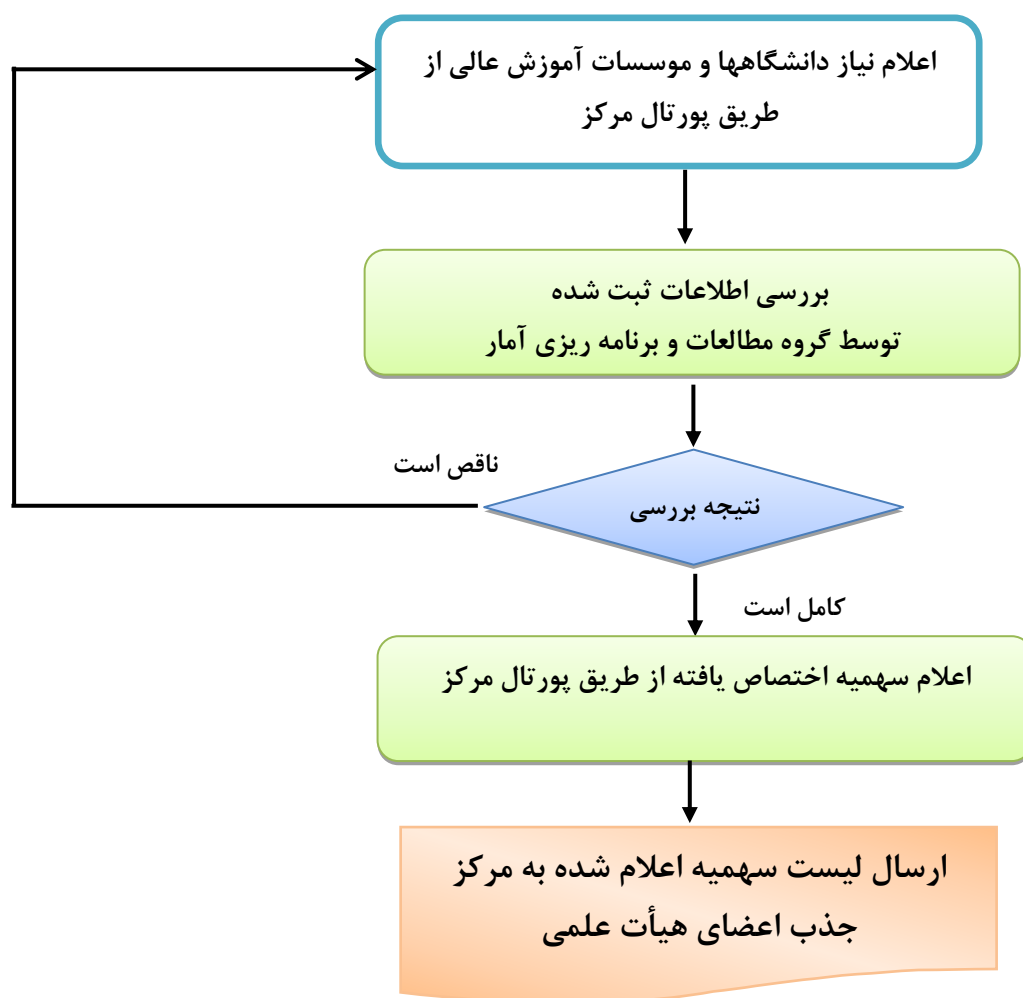 اعلام نیاز دانشگاهها و موسسات آموزش عالی از
طریق پورتال مرکز
بررسی اطلاعات ثبت شده
توسط گروه مطالعات و برنامه ریزی آمار
ناقص است
نتیجه بررسی
کامل است
اعلام سهمیه اختصاص یافته از طریق پورتال مرکز
ارسال لیست سهمیه اعلام شده به مرکز
جذب اعضای هیأت علمی